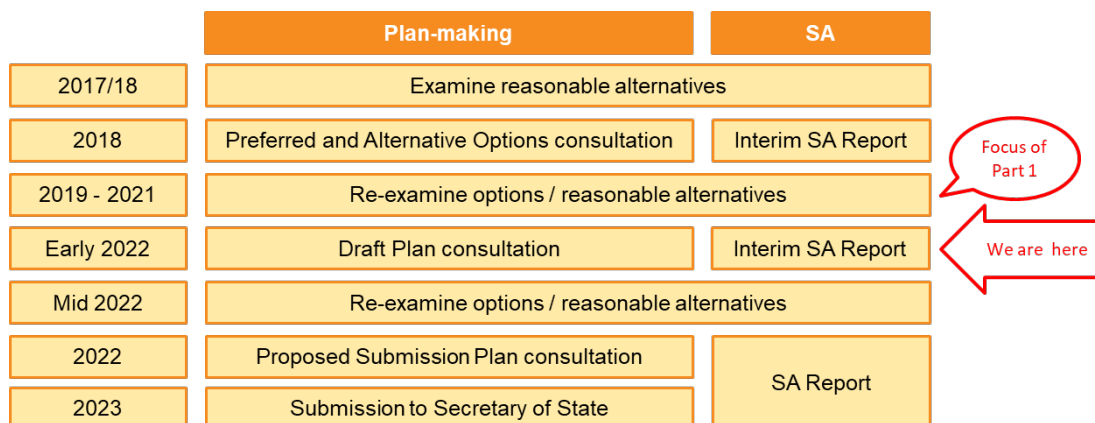 Plan-making SA
2017/18 Examine reasonable alternatives
2018 Preferred and Alternative Options consultation Interim SA Report
Focus of
Part 1
2019 - 2021 Re-examine options / reasonable alternatives
Early 2022 Draft Plan consultation Interim SA Report
We are here
Mid 2022 Re-examine options / reasonable alternatives
2022 Proposed Submission Plan consultation
SA Report
2023 Submission to Secretary of State